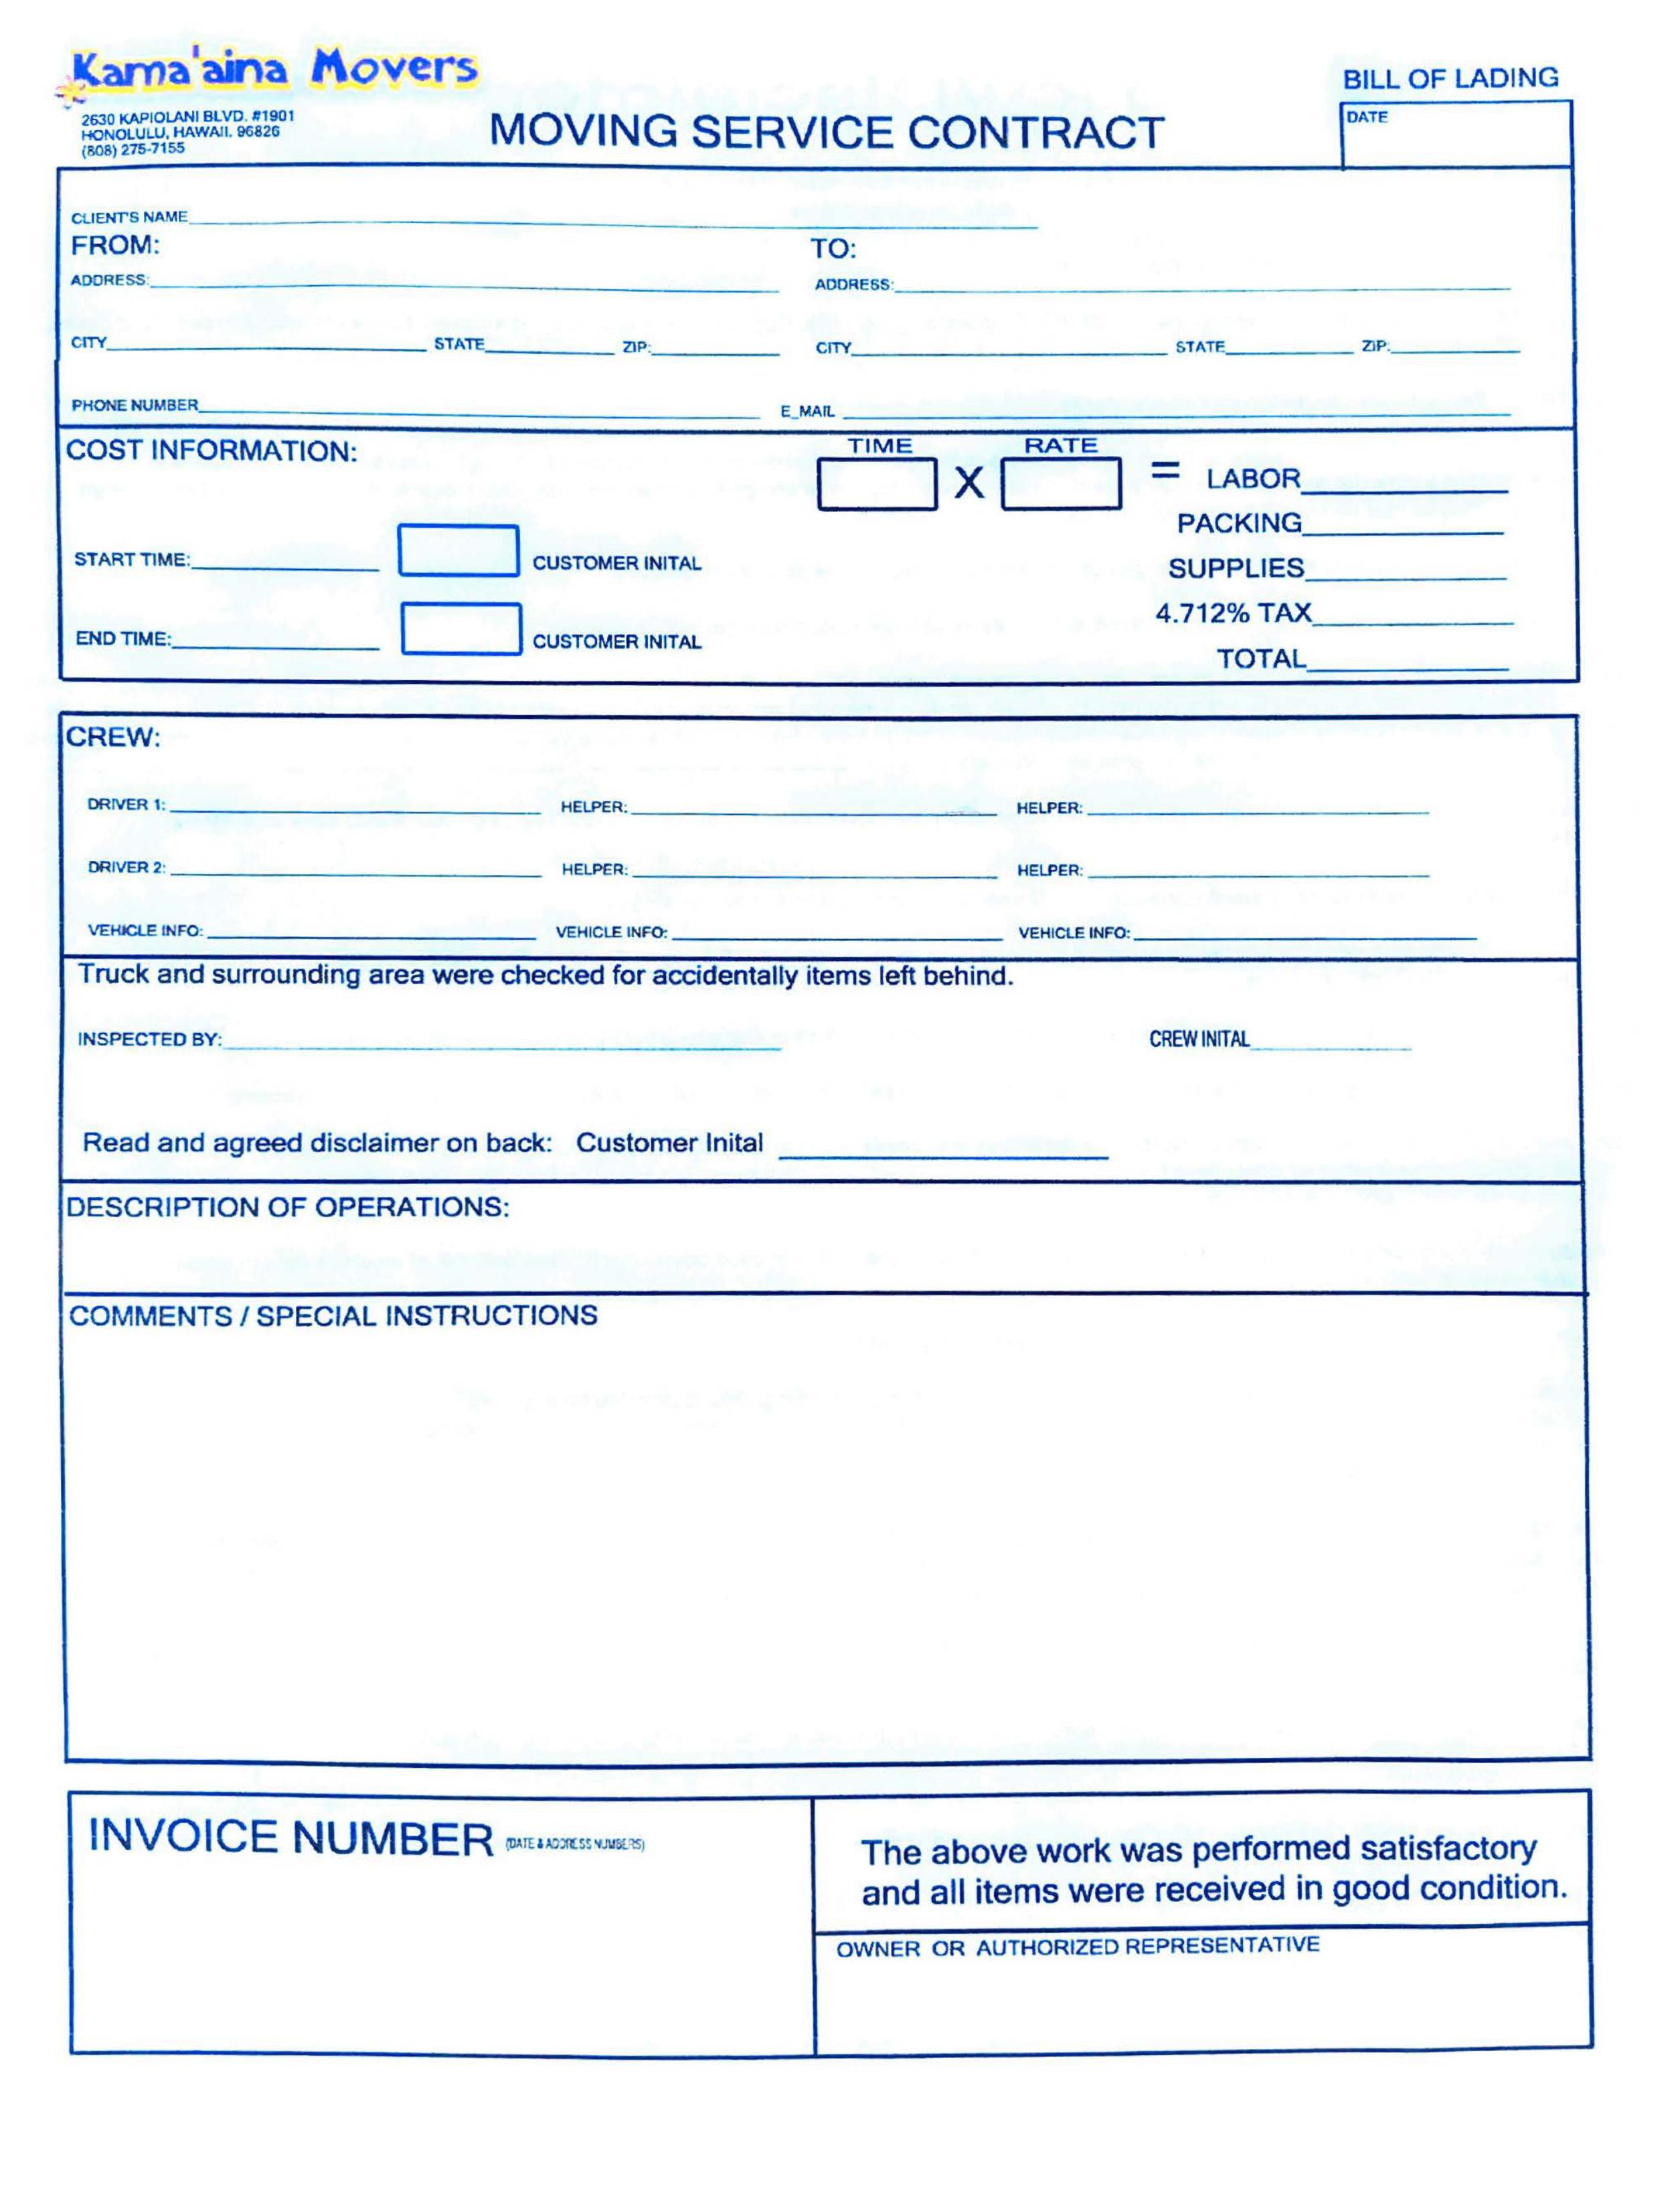 Kama'aina Movers
2630 KAPIOLANI BLVD. #1901
HONOLULU, HAWAII. 96826
(808) 275-7155
MOVING SERVICE CONTRACT
BILL OF LADING
DATE
CLIENT'S NAME
FROM: TO:
ADDRESS: ADDRESS:
CITY STATE ZIP: CITY STATE ZIP:
PHONE NUMBER E_MAIL
COST INFORMATION: TIME RATE
X = LABOR
PACKING
START TIME: CUSTOMER INITAL
SUPPLIES
4.712% TAX
END TIME: CUSTOMER INITAL
TOTAL
CREW:
DRIVER 1: HELPER: HELPER:
DRIVER 2: HELPER: HELPER:
VEHICLE INFO: VEHICLE INFO: VEHICLE INFO:
Truck and surrounding area were checked for accidentally items left behind.
INSPECTED BY: CREW INITAL
Read and agreed disclaimer on back: Customer Inital
DESCRIPTION OF OPERATIONS:
COMMENTS / SPECIAL INSTRUCTIONS
INVOICE NUMBER (DATE & ADDRESS NUMBERS)
The above work was performed satisfactory
and all items were received in good condition.
OWNER OR AUTHORIZED REPRESENTATIVE